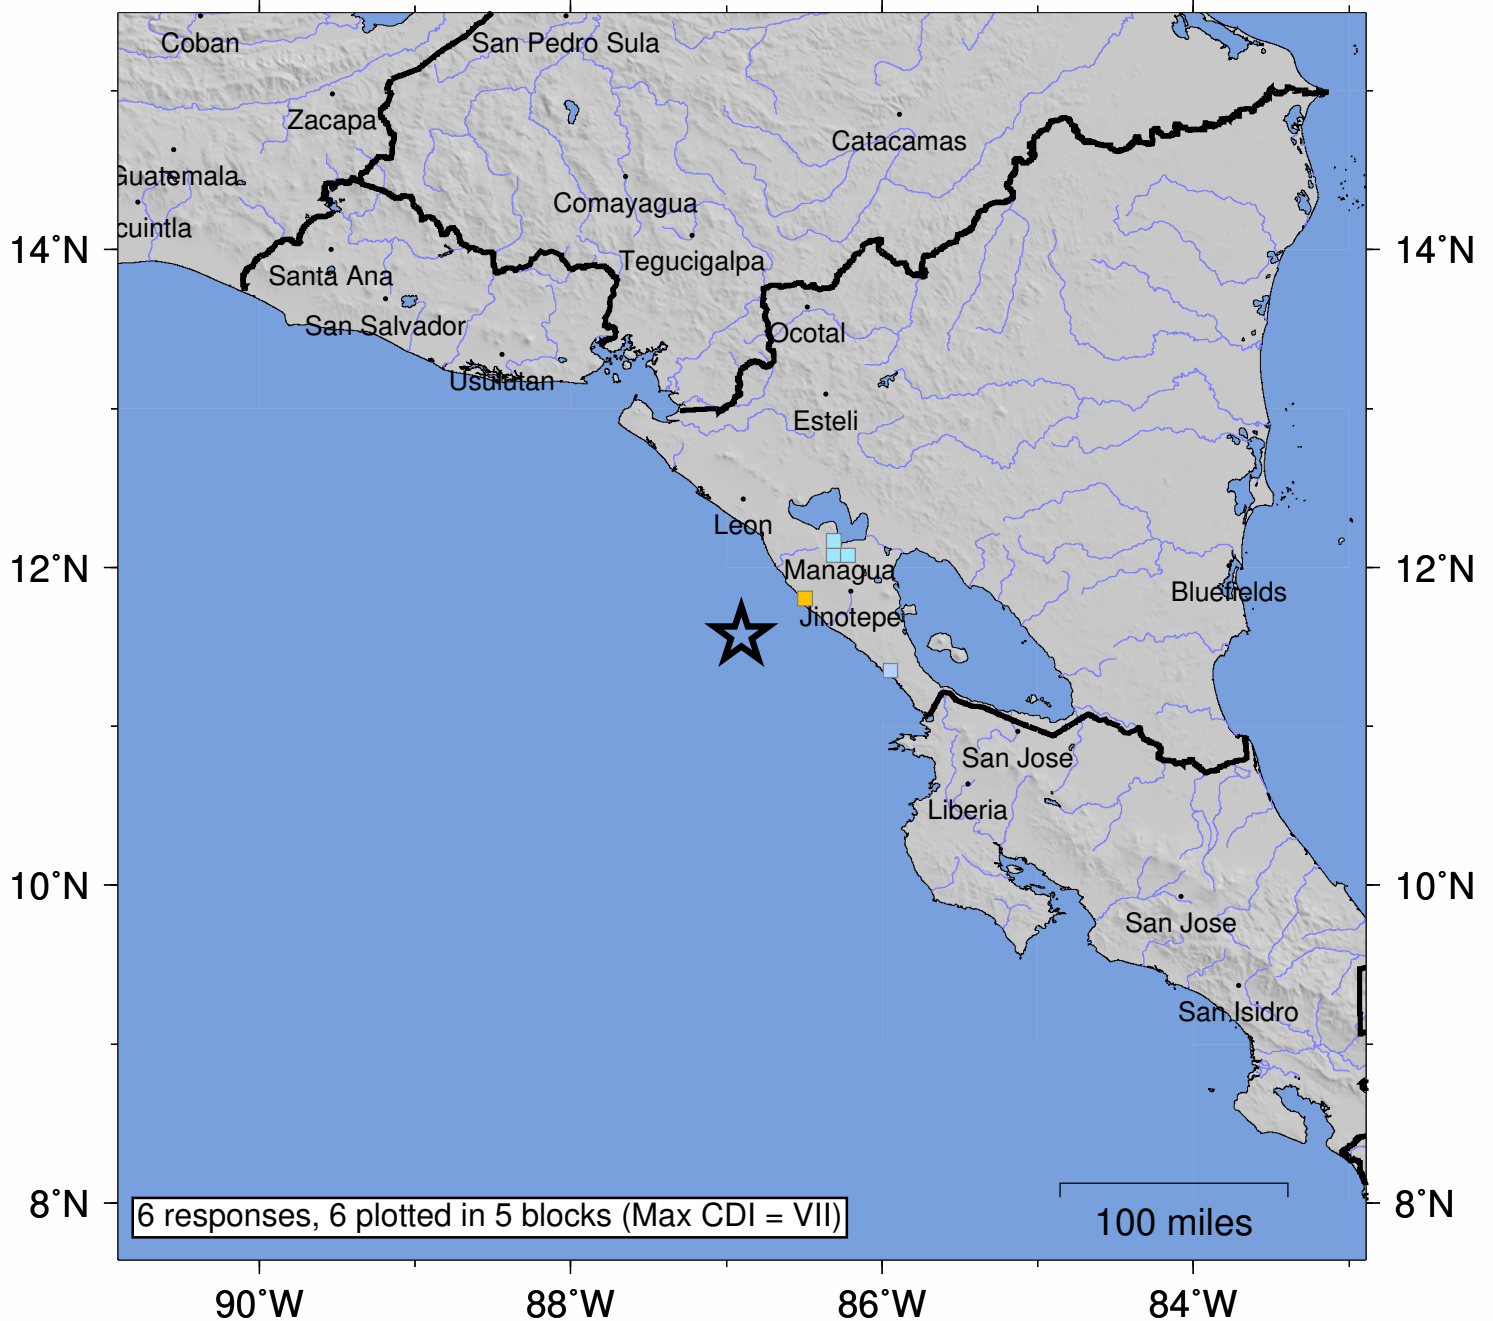 Coban
San Pedro Sula
Zacapa
Catacamas
Guatemala
Comayagua
cuintla
14°N
14°N
Tegucigalpa
Santa Ana
San Salvador
Ocotal
Usulutan
Esteli
Leon
12°N
Managua
12°N
Bluefields
Jinotepe
San Jose
Liberia
10°N
10°N
San Jose
San Isidro
8°N
6 responses, 6 plotted in 5 blocks (Max CDI = VII)
100 miles
8°N
90°W
88°W
86°W
84°W